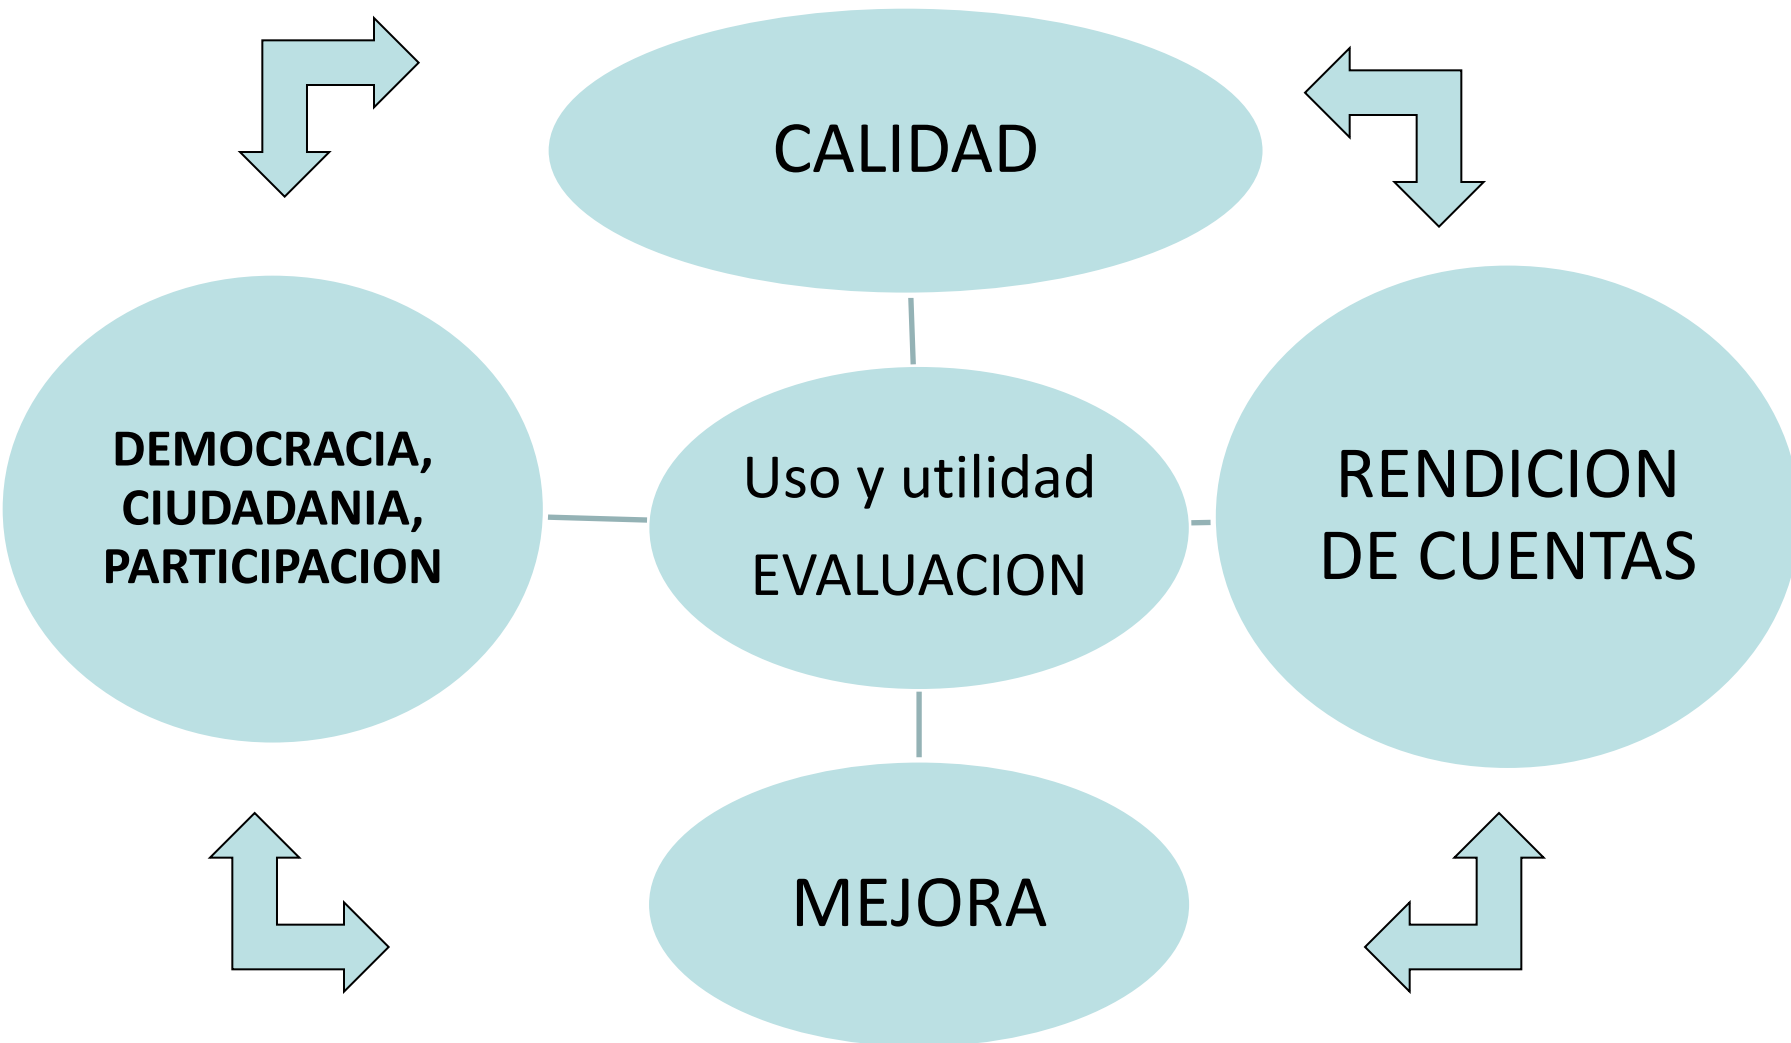 CALIDAD
DEMOCRACIA,
CIUDADANIA,
PARTICIPACION
Uso y utilidad
EVALUACION
RENDICION
DE CUENTAS
MEJORA